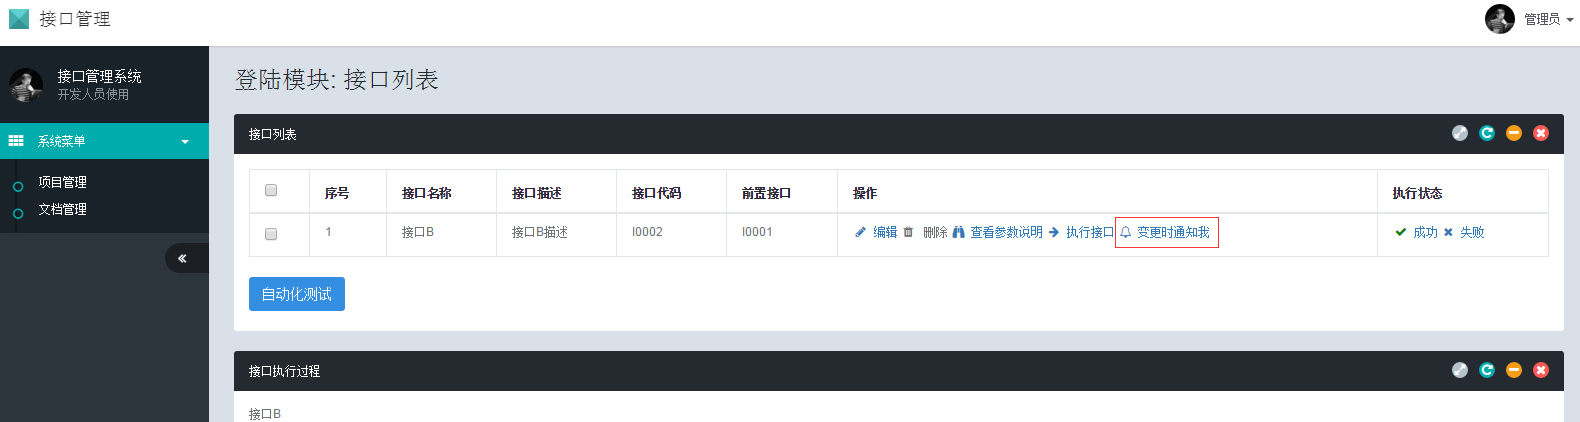 接口管理
管理员
接口管理系统
开发人员使用
系统菜单
项目管理
文档管理
登陆模块: 接口列表
接口列表
序号 接口名称 接口描述 接口代码 前置接口 操作 执行状态
1 接口B 接口B描述 I0002 I0001 编辑 删除 查看参数说明 执行接口 变更时通知我 成功 失败
自动化测试
接口执行过程
接口B